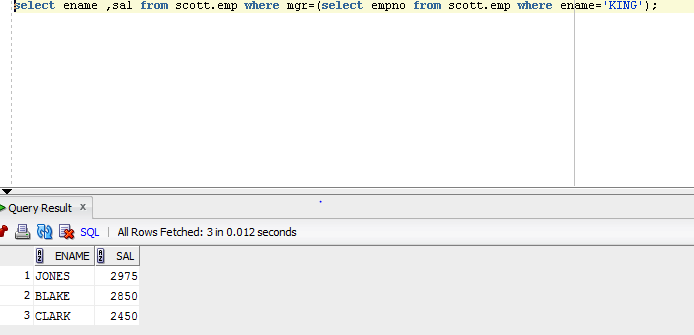 select ename ,sal from scott.emp where mgr=(select empno from scott.emp where ename='KING');
Query Result x
SQL | All Rows Fetched: 3 in 0.012 seconds
ENAME SAL
1 JONES 2975
2 BLAKE 2850
3 CLARK 2450